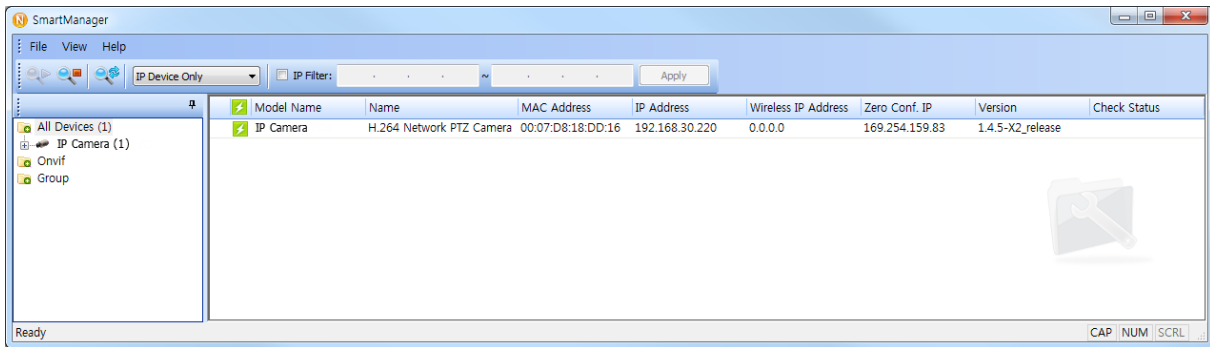 SmartManager
File View Help
IP Device Only IP Filter: . . . ~ . . . Apply
Model Name Name MAC Address IP Address Wireless IP Address Zero Conf. IP Version Check Status
All Devices (1)
IP Camera (1)
Onvif
Group
IP Camera H.264 Network PTZ Camera 00:07:D8:18:DD:16 192.168.30.220 0.0.0.0 169.254.159.83 1.4.5-X2_release
Ready CAP NUM SCRL